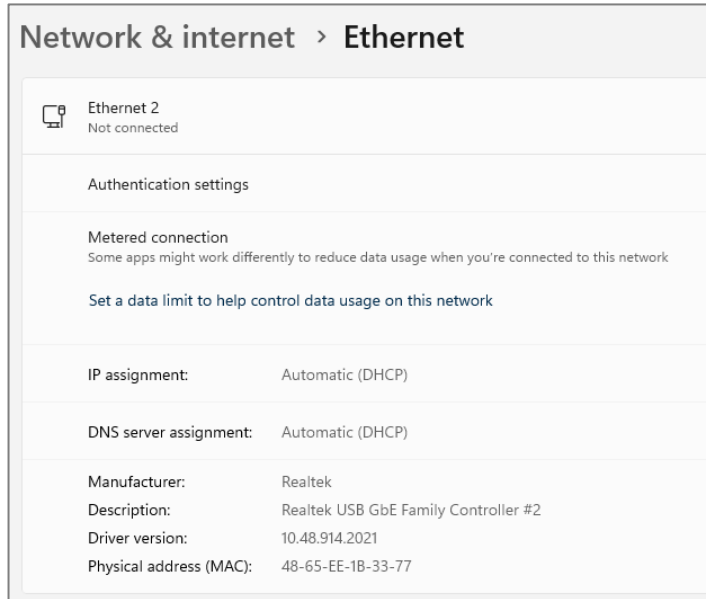 Network & internet > Ethernet
Ethernet 2
Not connected
Authentication settings
Metered connection
Some apps might work differently to reduce data usage when you're connected to this network
Set a data limit to help control data usage on this network
IP assignment: Automatic (DHCP)
DNS server assignment: Automatic (DHCP)
Manufacturer: Realtek
Description: Realtek USB GbE Family Controller #2
Driver version: 10.48.914.2021
Physical address (MAC): 48-65-EE-1B-33-77